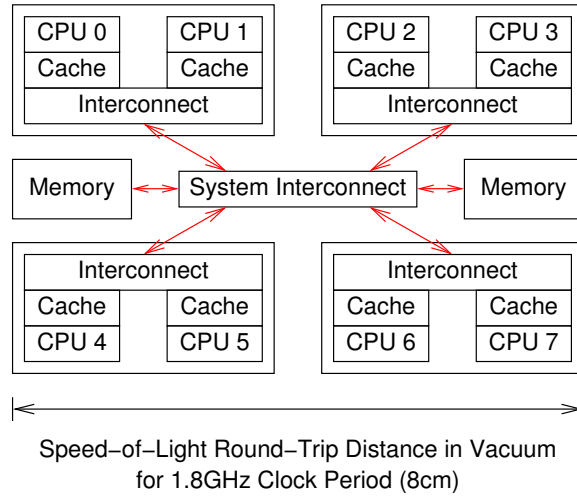 CPU 0 CPU 1 CPU 2 CPU 3
Cache Cache Cache Cache
Interconnect Interconnect
Memory System Interconnect Memory
Interconnect Interconnect
Cache Cache Cache Cache
CPU 4 CPU 5 CPU 6 CPU 7
Speed−of−Light Round−Trip Distance in Vacuum
for 1.8GHz Clock Period (8cm)